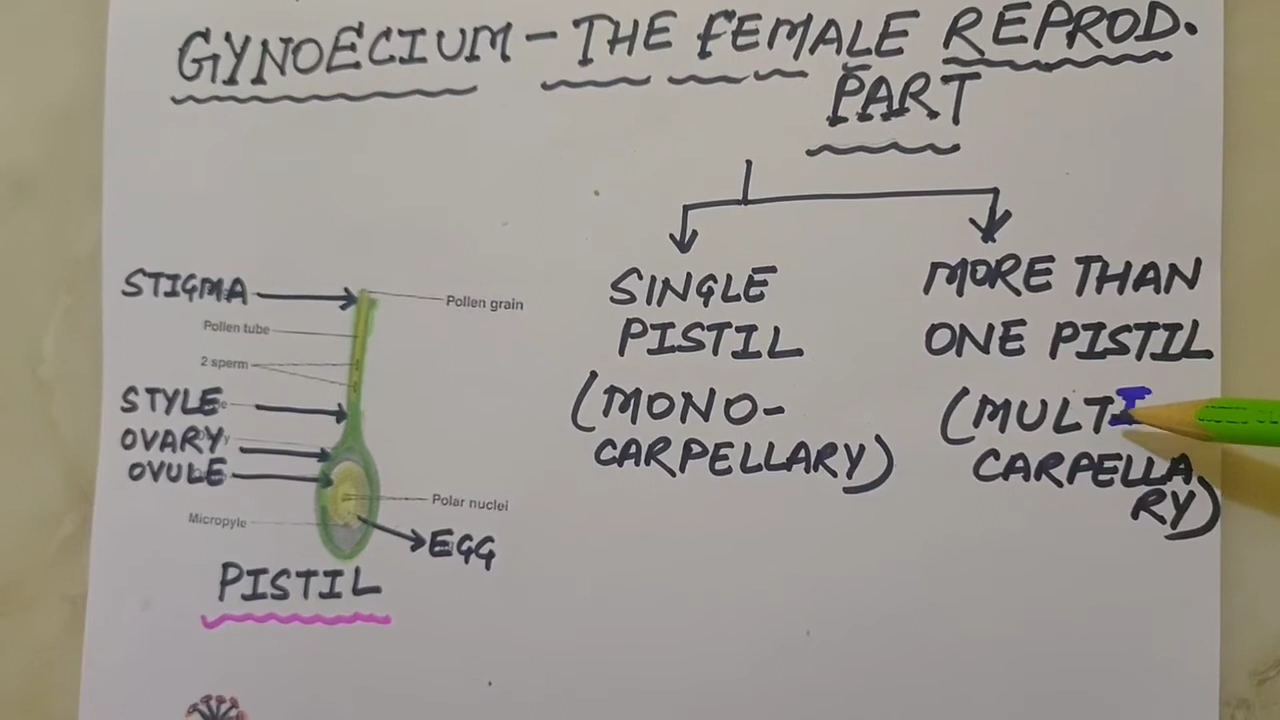 GYNOECIUM - THE FEMALE REPROD.
PART
STIGMA
Pollen grain
Pollen tube
2 sperm
STYLE
OVARY
OVULE
Polar nuclei
Micropyle
EGG
PISTIL
SINGLE
PISTIL
(MONO-
CARPELLARY)
MORE THAN
ONE PISTIL
(MULTI
CARPELLA
RY)